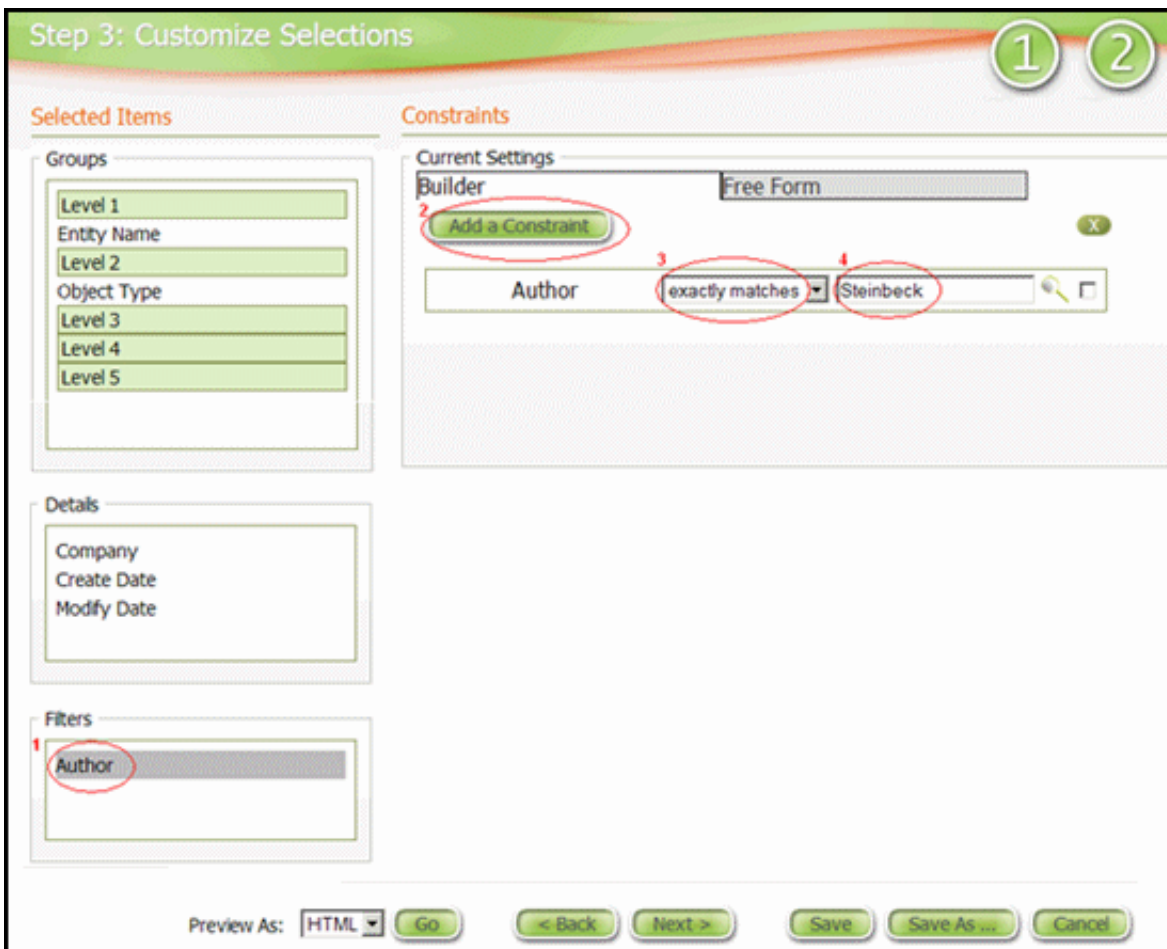 Step 3: Customize Selections
1 2
Selected Items
Constraints
Groups
Level 1
Entity Name
Level 2
Object Type
Level 3
Level 4
Level 5
Current Settings
Builder Free Form
2 Add a Constraint X
3 4
Author exactly matches Steinbeck
Details
Company
Create Date
Modify Date
Filters
1 Author
Preview As: HTML Go < Back Next > Save Save As ... Cancel